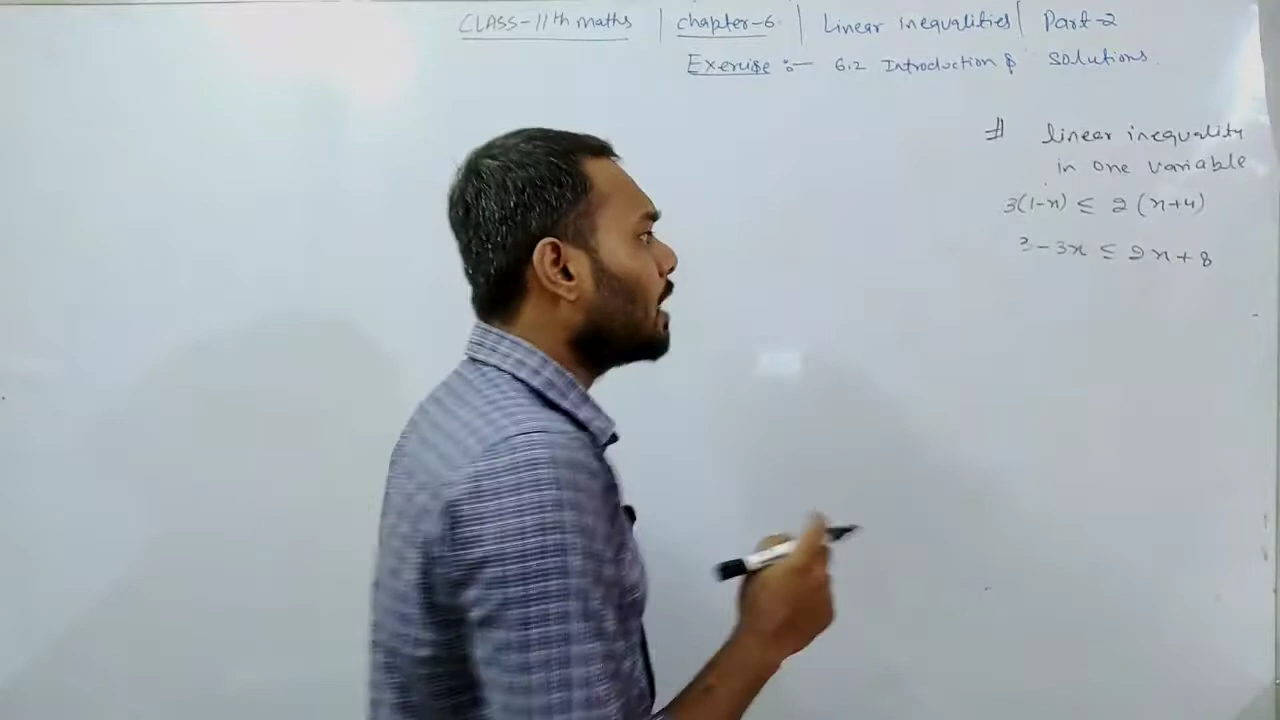 CLASS-11th maths | chapter-6 | Linear inequalities | Part-2
Exercise :- 6.2 Introduction & solutions.
# linear inequality
in one variable
3(1-x) ≤ 2 (x+4)
3-3x ≤ 2x+8